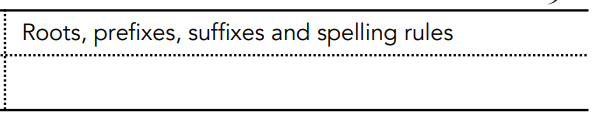 Roots, prefixes, suffixes and spelling rules